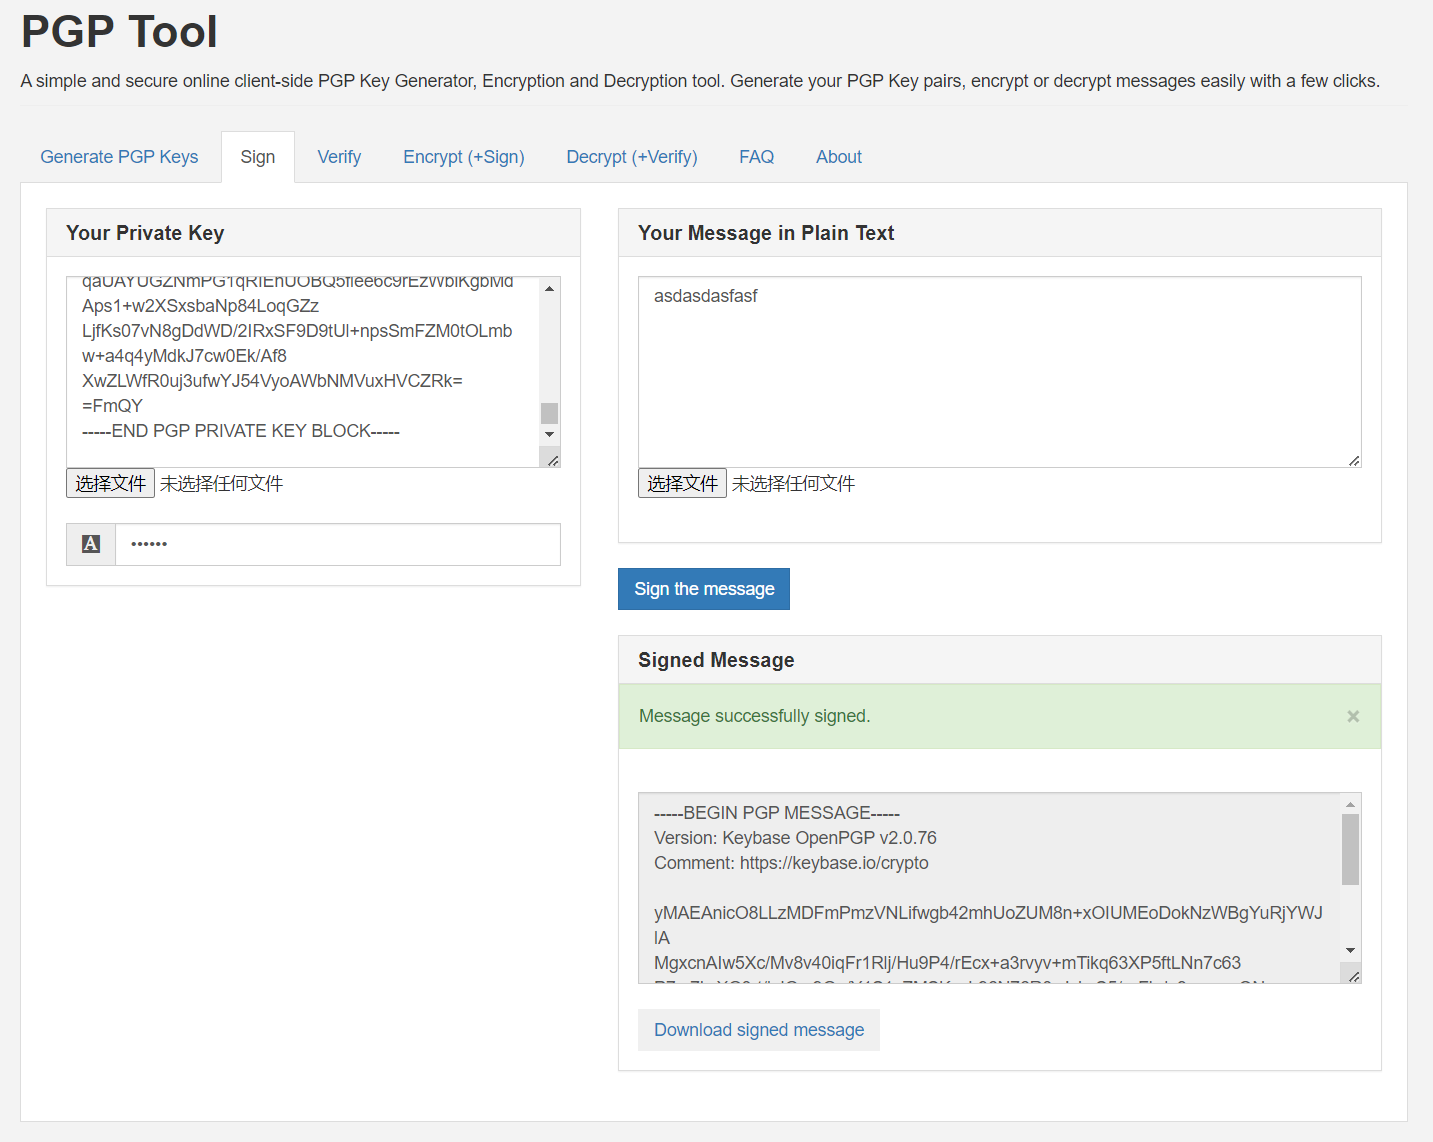 PGP Tool
A simple and secure online client-side PGP Key Generator, Encryption and Decryption tool. Generate your PGP Key pairs, encrypt or decrypt messages easily with a few clicks.
Generate PGP Keys Sign Verify Encrypt (+Sign) Decrypt (+Verify) FAQ About
Your Private Key
Aps1+w2XSxsbaNp84LoqGZz
LjfKs07vN8gDdWD/2IRxSF9D9tUl+npsSmFZM0tOLmb
w+a4q4yMdkJ7cw0Ek/Af8
XwZLWfR0uj3ufwYJ54VyoAWbNMVuxHVCZRk=
=FmQY
-----END PGP PRIVATE KEY BLOCK-----
选择文件 未选择任何文件
••••••
Your Message in Plain Text
asdasdasfasf
选择文件 未选择任何文件
Sign the message
Signed Message
Message successfully signed.
×
-----BEGIN PGP MESSAGE-----
Version: Keybase OpenPGP v2.0.76
Comment: https://keybase.io/crypto
yMAEAnicO8LLzMDFmPmzVNLifwgb42mhUoZUM8n+xOIUMEoDokNzWBgYuRjYWJ
IA
MgxcnAIw5Xc/Mv8v40iqFr1Rlj/Hu9P4/rEcx+a3rvyv+mTikq63XP5ftLNn7c63
Download signed message